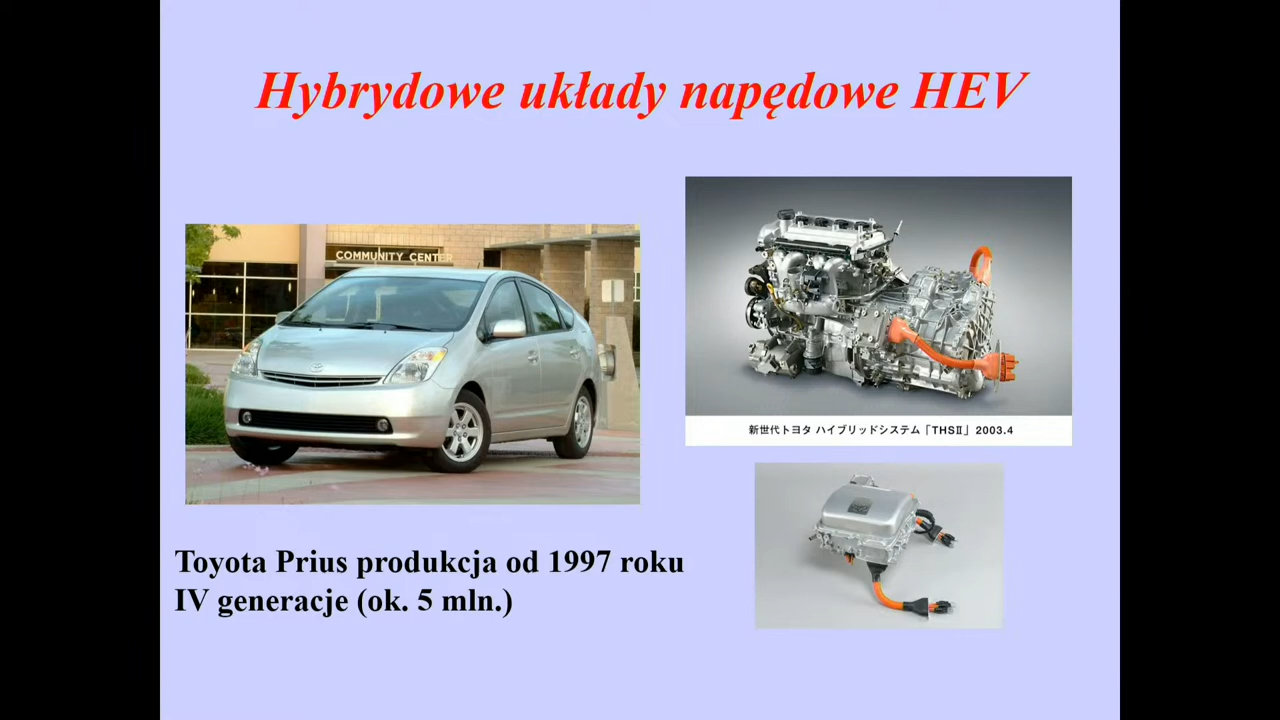 Hybrydowe układy napędowe HEV
COMMUNITY CENTER
新世代トヨタ ハイブリッドシステム「THSⅡ」2003.4
Toyota Prius produkcja od 1997 roku
IV generacje (ok. 5 mln.)